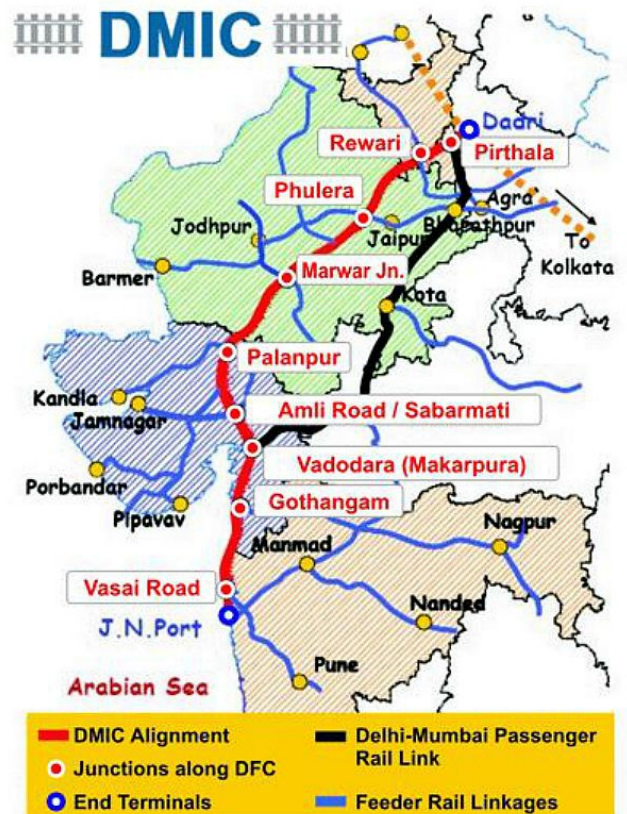 DMIC
Dadri
Rewari
Pirthala
Phulera
Agra
Jodhpur
Jaipur
Bharathpur
To
Kolkata
Barmer
Marwar Jn.
Kota
Palanpur
Kandla
Jamnagar
Amli Road / Sabarmati
Vadodara (Makarpura)
Porbandar
Pipavav
Gothangam
Nagpur
Manmad
Vasai Road
Nanded
J.N.Port
Pune
Arabian Sea
DMIC Alignment
Junctions along DFC
End Terminals
Delhi-Mumbai Passenger
Rail Link
Feeder Rail Linkages